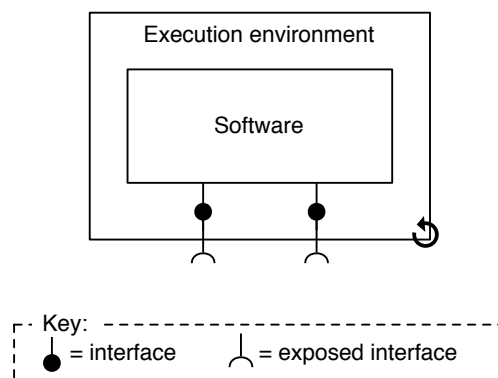 Execution environment
Software
Key:
= interface
= exposed interface